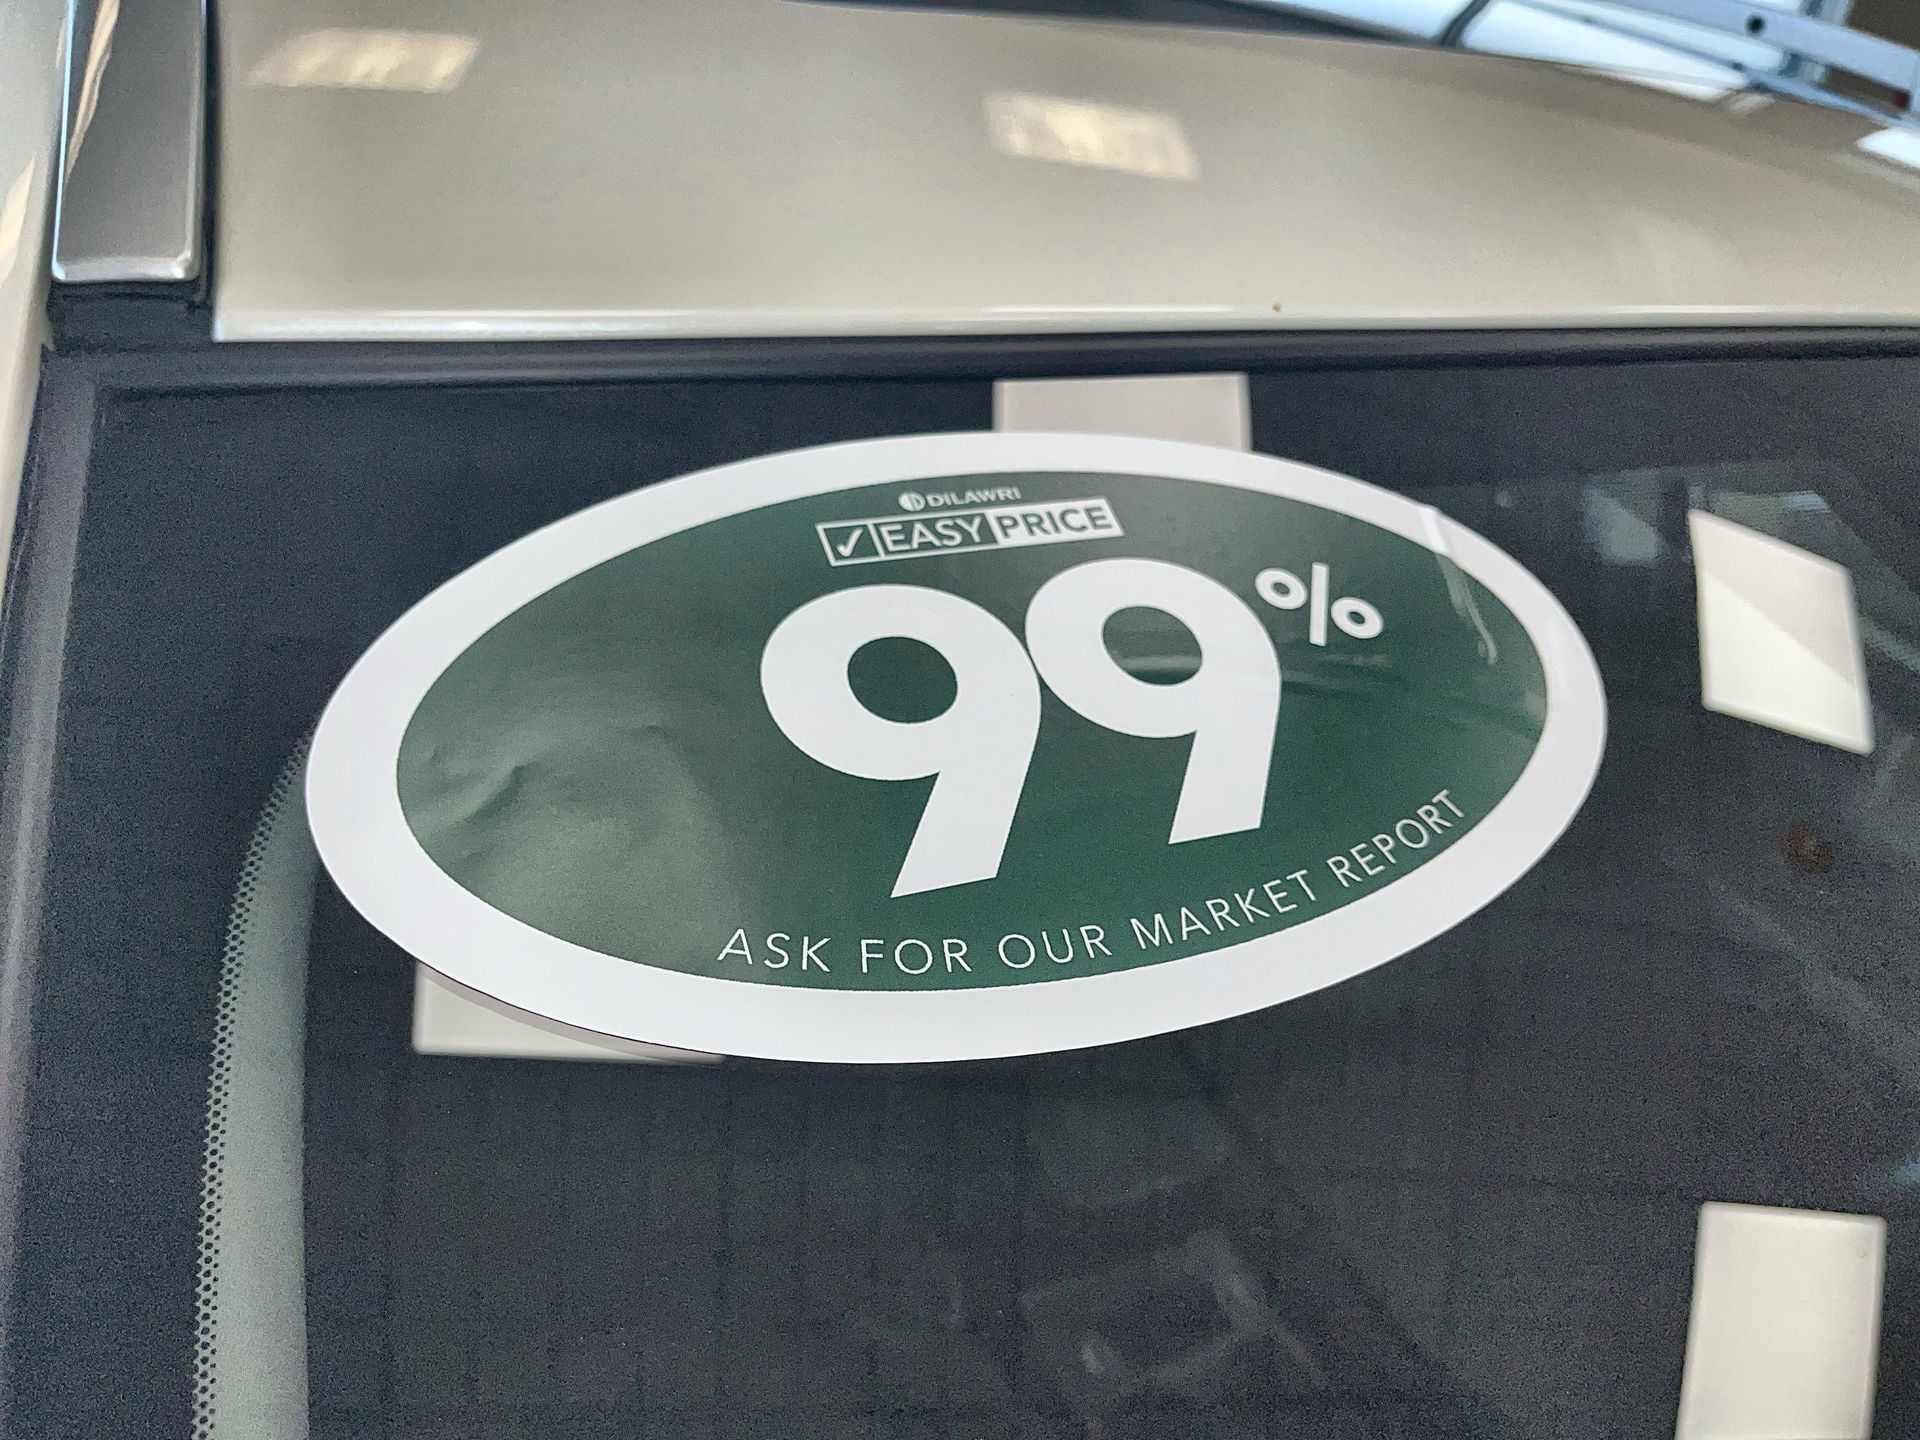 DILAWRI
✓ EASY PRICE
99%
ASK FOR OUR MARKET REPORT